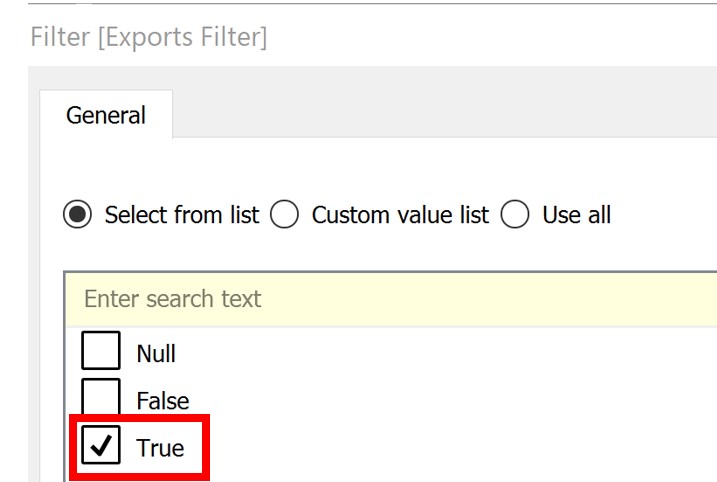 Filter [Exports Filter]
General
Select from list Custom value list Use all
Enter search text
Null
False
True